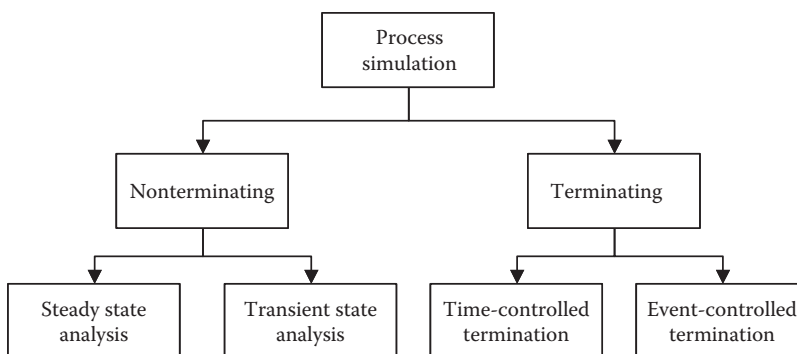 Process
simulation
Nonterminating
Terminating
Steady state
analysis
Transient state
analysis
Time-controlled
termination
Event-controlled
termination